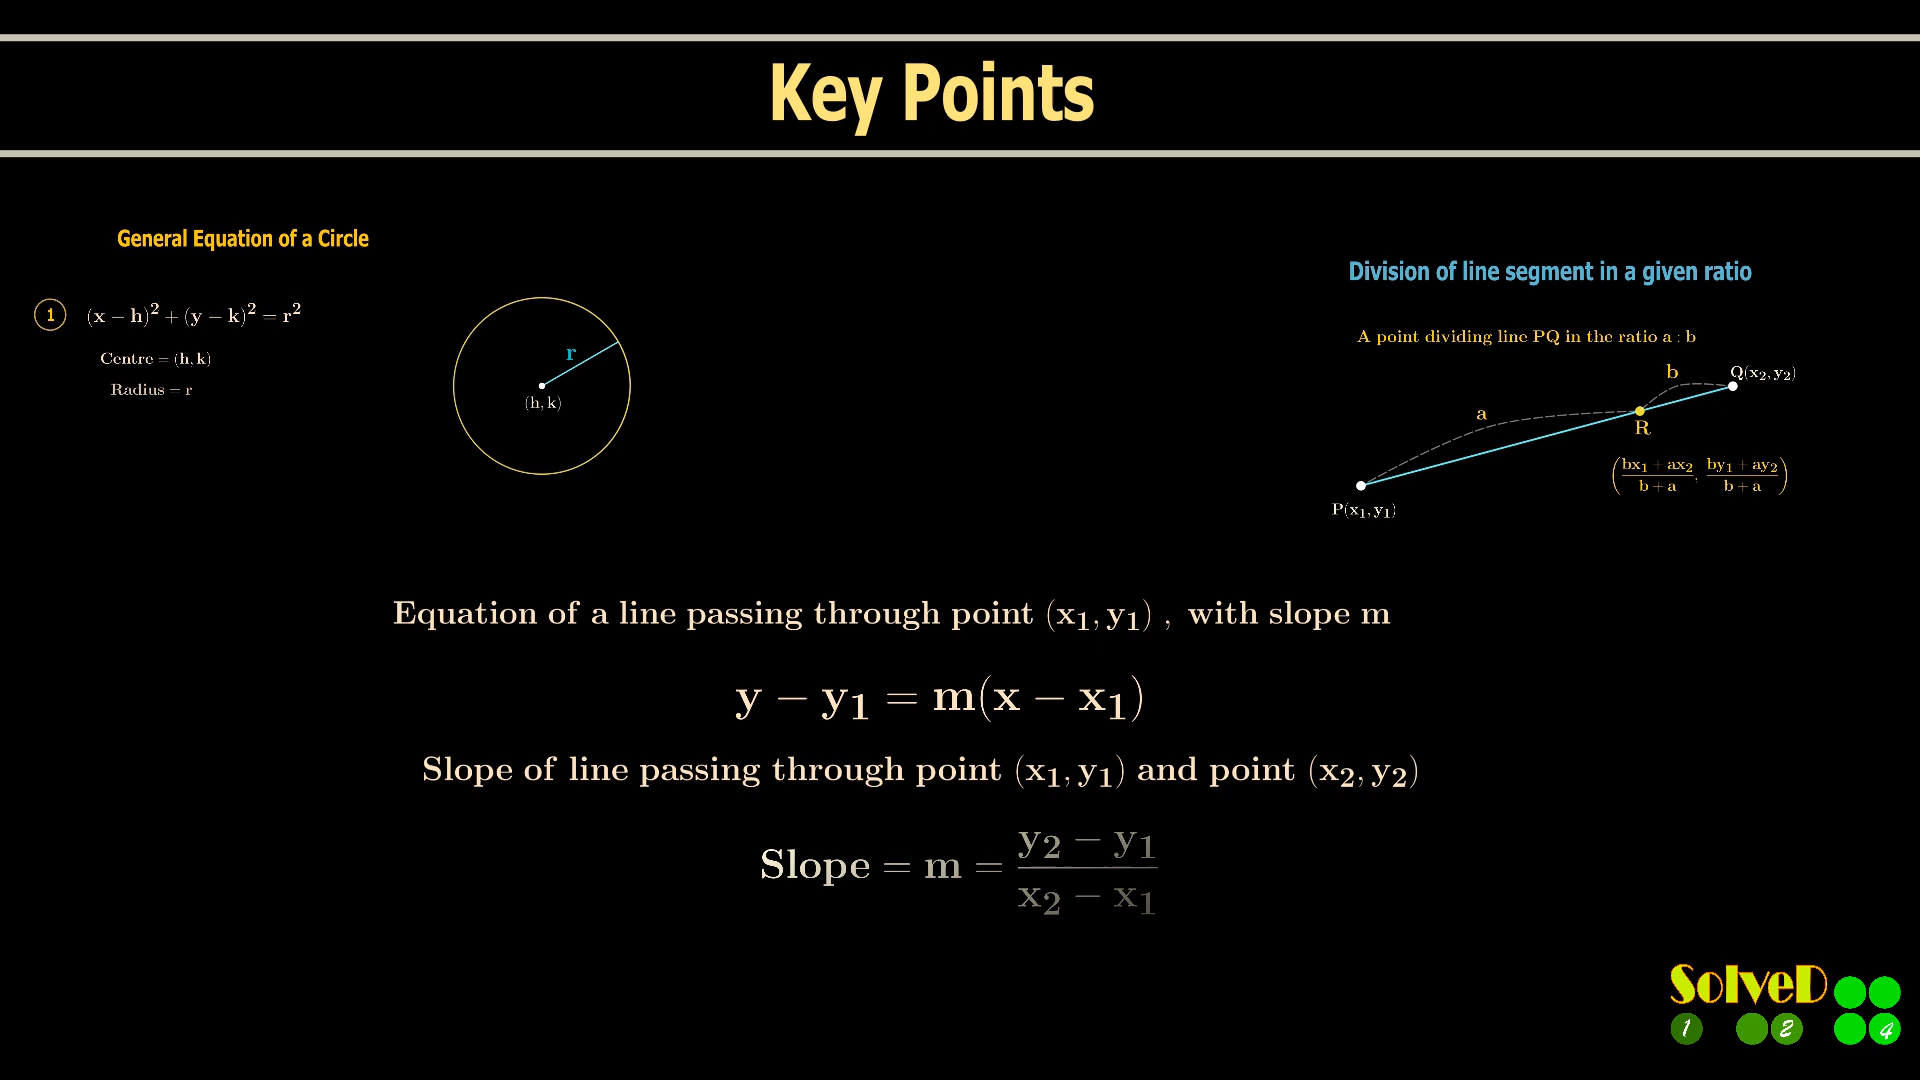 Key Points
General Equation of a Circle
1 (x − h)² + (y − k)² = r²
Centre = (h, k)
Radius = r
r
(h, k)
Division of line segment in a given ratio
A point dividing line PQ in the ratio a : b
b
Q(x₂, y₂)
a
R
(bx₁ + ax₂ / b + a, by₁ + ay₂ / b + a)
P(x₁, y₁)
Equation of a line passing through point (x₁, y₁) , with slope m
y − y₁ = m(x − x₁)
Slope of line passing through point (x₁, y₁) and point (x₂, y₂)
Slope = m = y₂ − y₁ / x₂ − x₁
SolveD
1 2 4